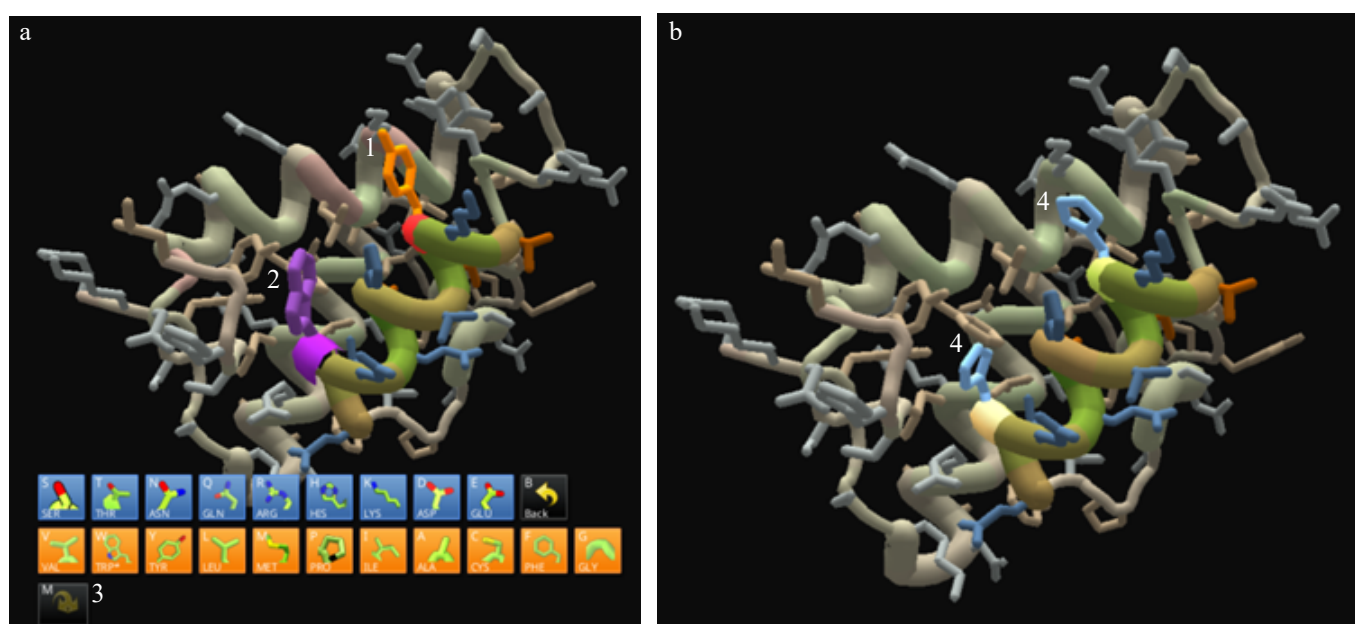 a
1
2
S T N Q R H K D E B
SER THR ASN GLN ARG HIS LYS ASP GLU Back
V W Y L M P I A C F G
VAL TRP* TYR LEU MET PRO ILE ALA CYS PHE GLY
M
3
b
4
4